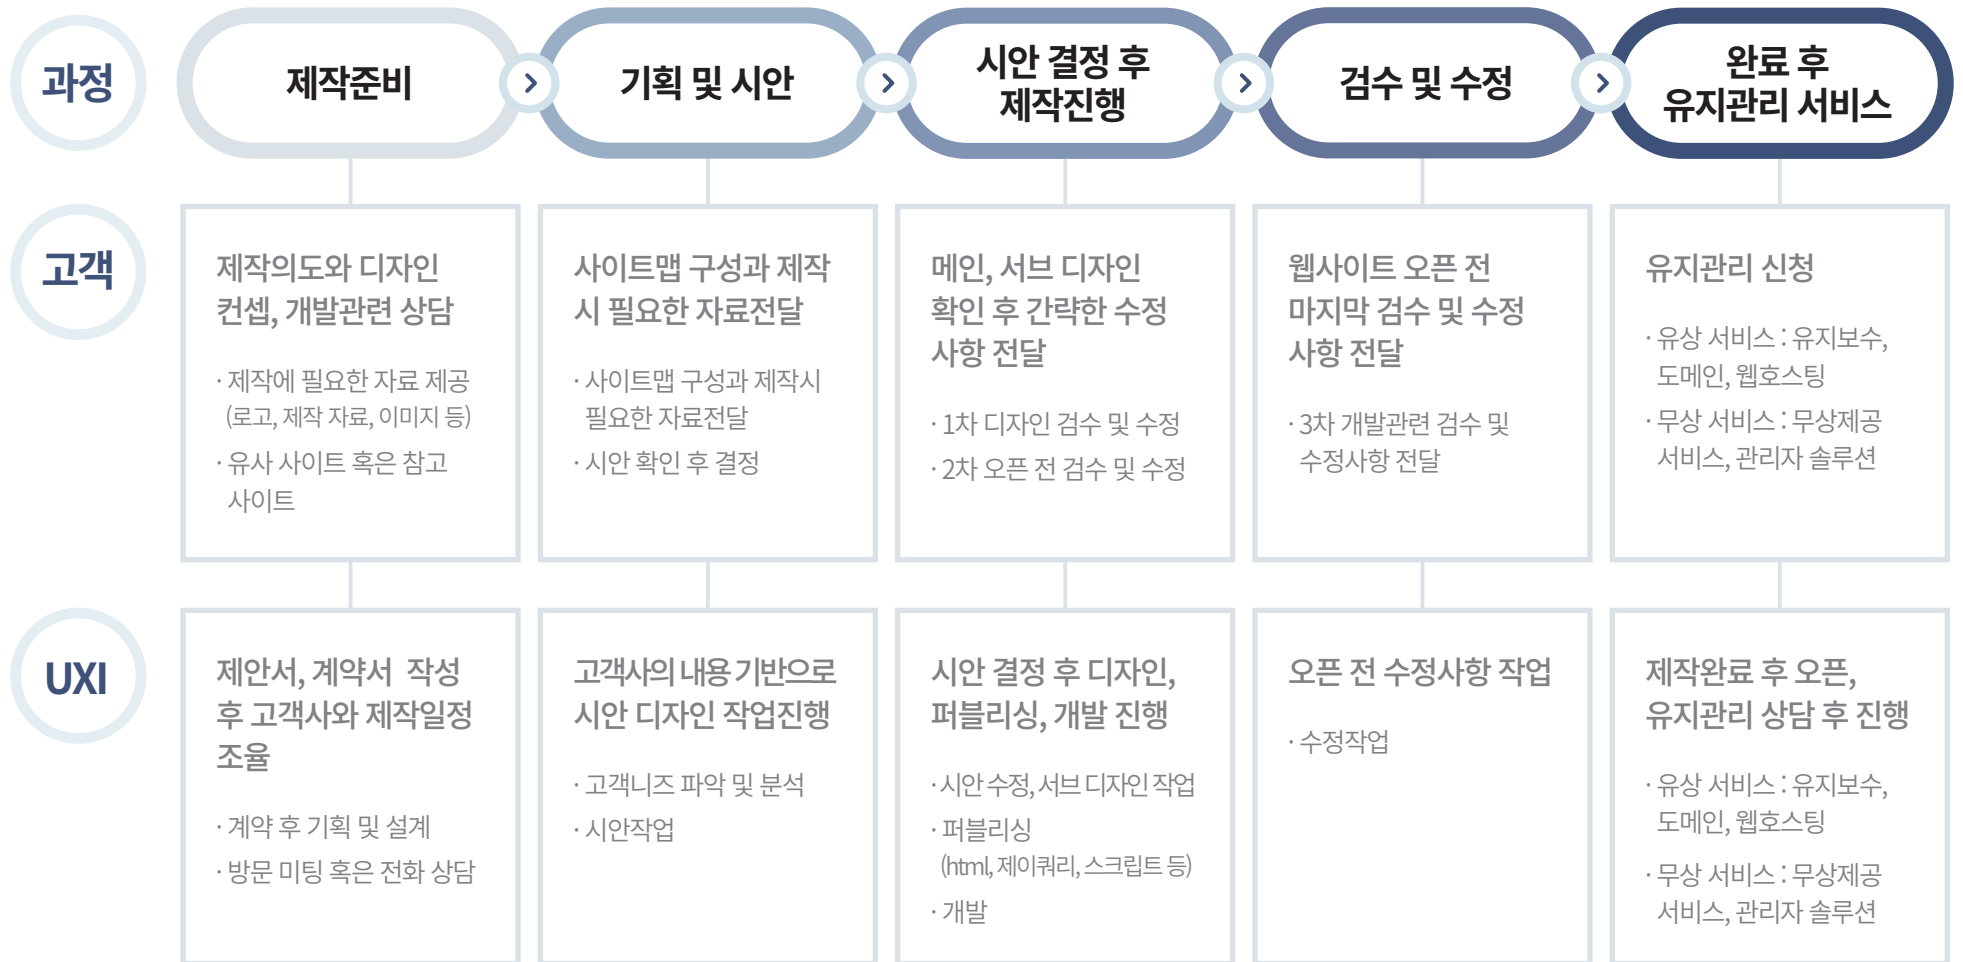 과정
제작준비
기획 및 시안
시안 결정 후
제작진행
검수 및 수정
완료 후
유지관리 서비스
고객
제작의도와 디자인
컨셉, 개발관련 상담
· 제작에 필요한 자료 제공
(로고, 제작 자료, 이미지 등)
· 유사 사이트 혹은 참고
사이트
사이트맵 구성과 제작
시 필요한 자료전달
· 사이트맵 구성과 제작시
필요한 자료전달
· 시안 확인 후 결정
메인, 서브 디자인
확인 후 간략한 수정
사항 전달
· 1차 디자인 검수 및 수정
· 2차 오픈 전 검수 및 수정
웹사이트 오픈 전
마지막 검수 및 수정
사항 전달
· 3차 개발관련 검수 및
수정사항 전달
유지관리 신청
· 유상 서비스 : 유지보수,
도메인, 웹호스팅
· 무상 서비스 : 무상제공
서비스, 관리자 솔루션
UXI
제안서, 계약서 작성
후 고객사와 제작일정
조율
· 계약 후 기획 및 설계
· 방문 미팅 혹은 전화 상담
고객사의 내용 기반으로
시안 디자인 작업진행
· 고객니즈 파악 및 분석
· 시안작업
시안 결정 후 디자인,
퍼블리싱, 개발 진행
· 시안 수정, 서브 디자인 작업
· 퍼블리싱
(html, 제이쿼리, 스크립트 등)
· 개발
오픈 전 수정사항 작업
· 수정작업
제작완료 후 오픈,
유지관리 상담 후 진행
· 유상 서비스 : 유지보수,
도메인, 웹호스팅
· 무상 서비스 : 무상제공
서비스, 관리자 솔루션